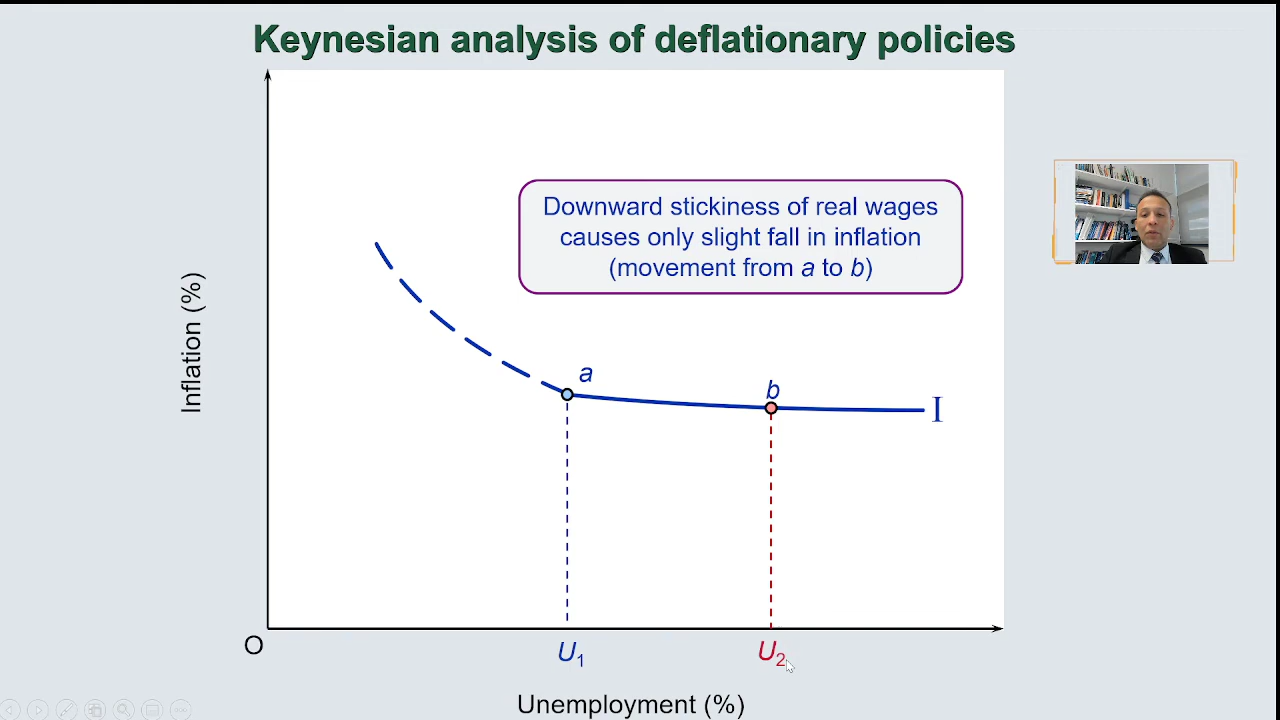 Keynesian analysis of deflationary policies
Downward stickiness of real wages
causes only slight fall in inflation
(movement from a to b)
Inflation (%)
a
b
I
O
U1
U2
Unemployment (%)